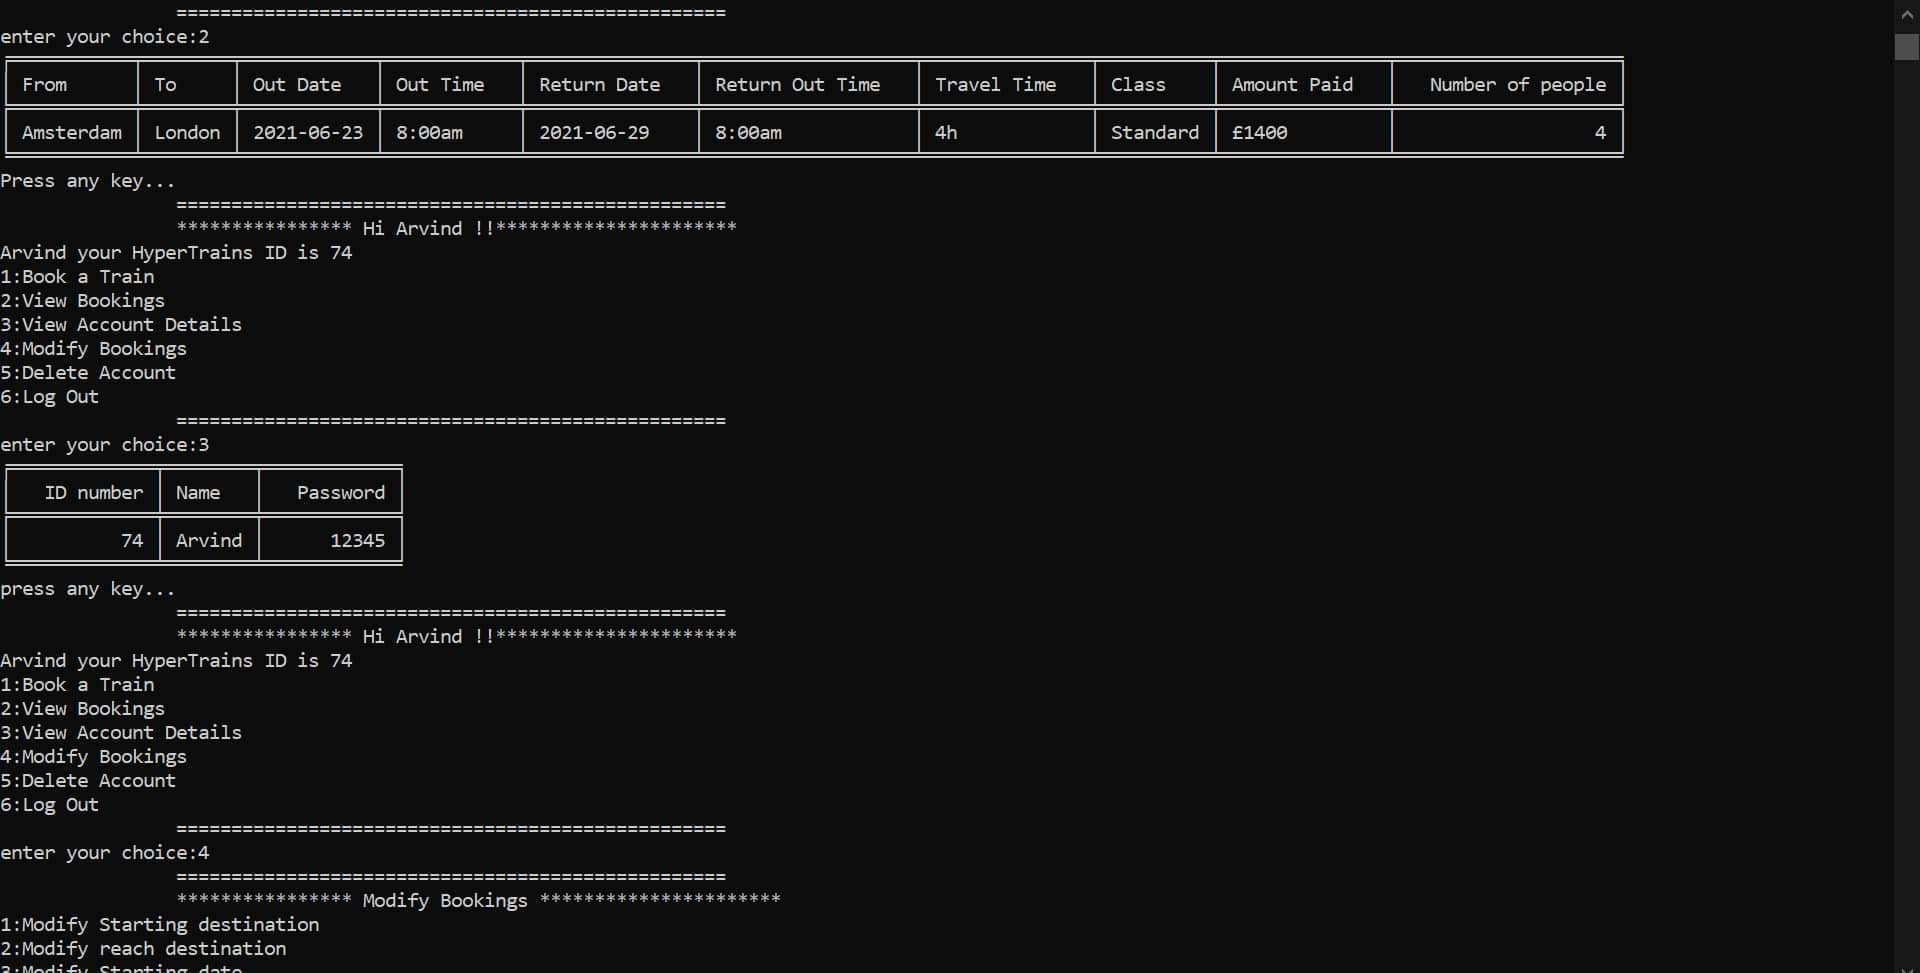 ==================================================
enter your choice:2
From To Out Date Out Time Return Date Return Out Time Travel Time Class Amount Paid Number of people
Amsterdam London 2021-06-23 8:00am 2021-06-29 8:00am 4h Standard £1400 4
Press any key...
==================================================
**************** Hi Arvind !!**********************
Arvind your HyperTrains ID is 74
1:Book a Train
2:View Bookings
3:View Account Details
4:Modify Bookings
5:Delete Account
6:Log Out
==================================================
enter your choice:3
ID number Name Password
74 Arvind 12345
press any key...
==================================================
**************** Hi Arvind !!**********************
Arvind your HyperTrains ID is 74
1:Book a Train
2:View Bookings
3:View Account Details
4:Modify Bookings
5:Delete Account
6:Log Out
==================================================
enter your choice:4
==================================================
**************** Modify Bookings **********************
1:Modify Starting destination
2:Modify reach destination
3:Modify Starting date